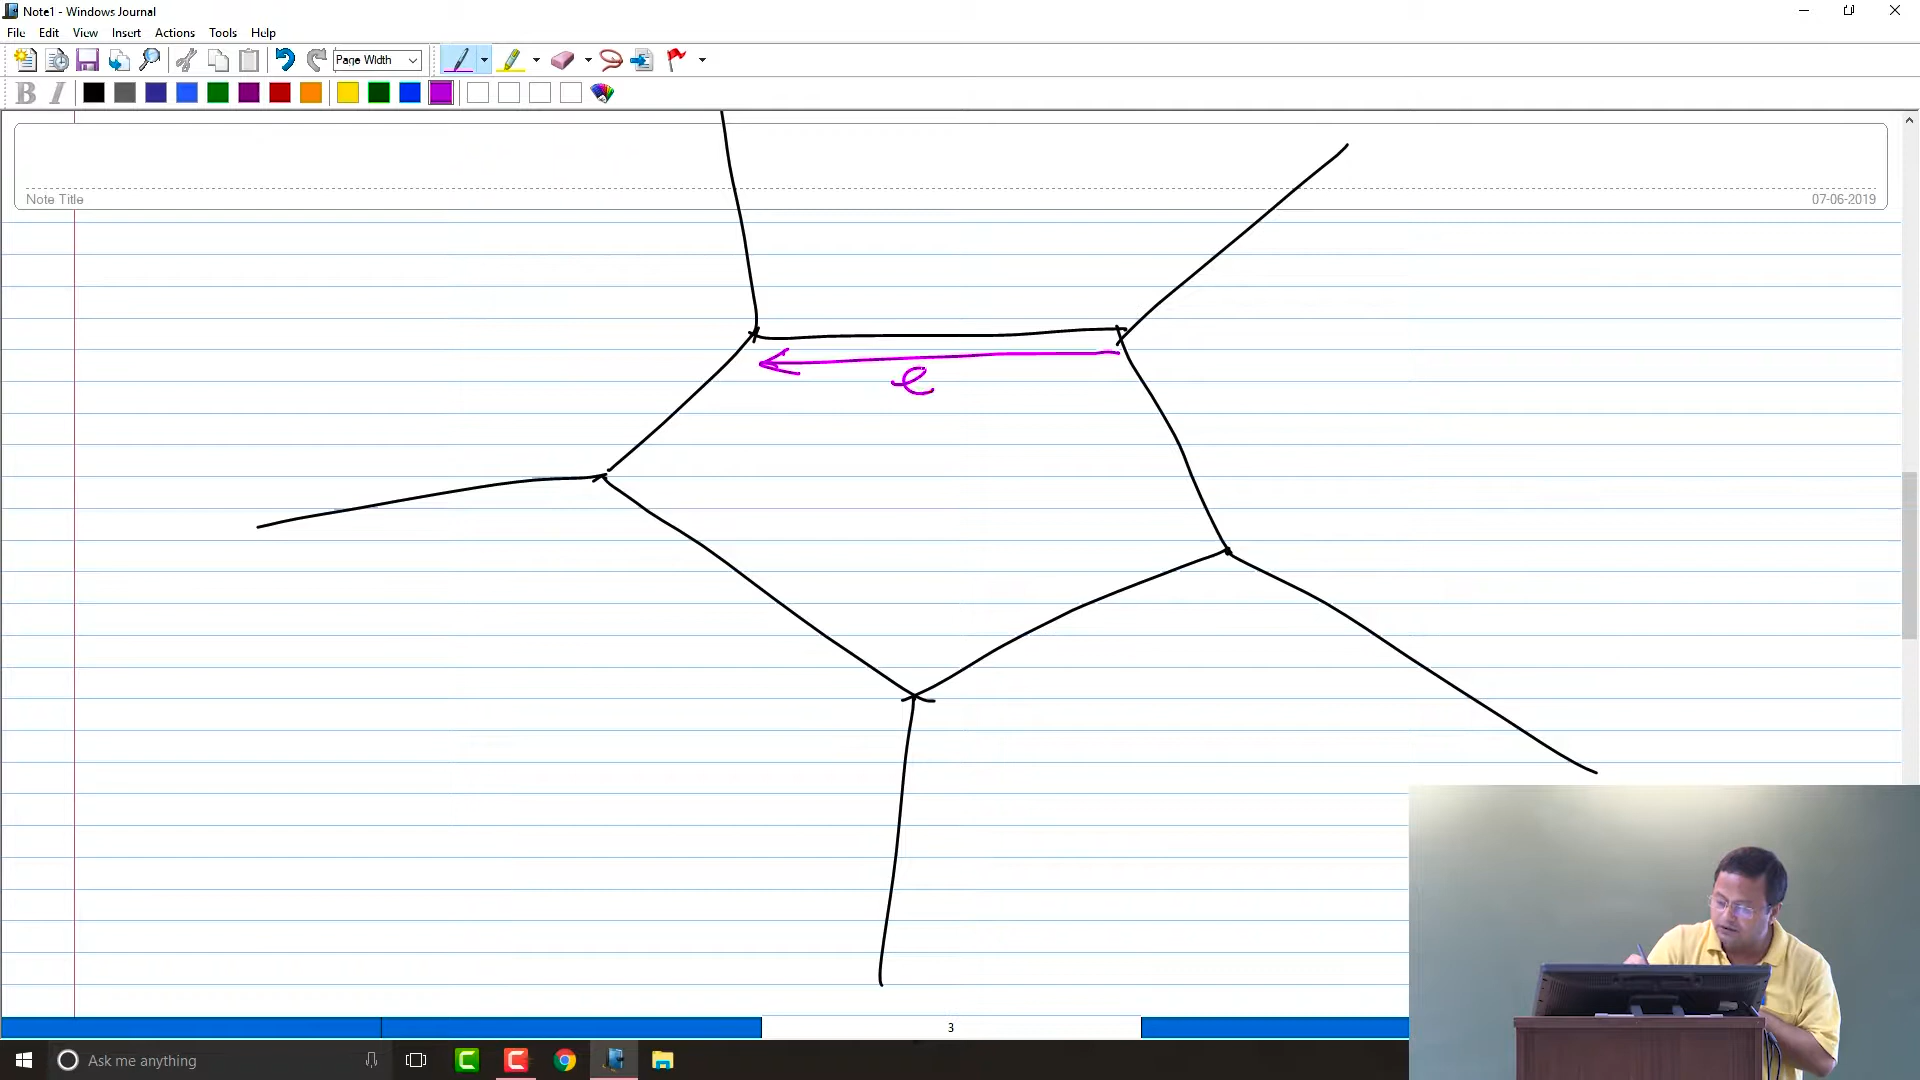 Note1 - Windows Journal
File Edit View Insert Actions Tools Help
Page Width
B I
Note Title
07-06-2019
e
3
Ask me anything